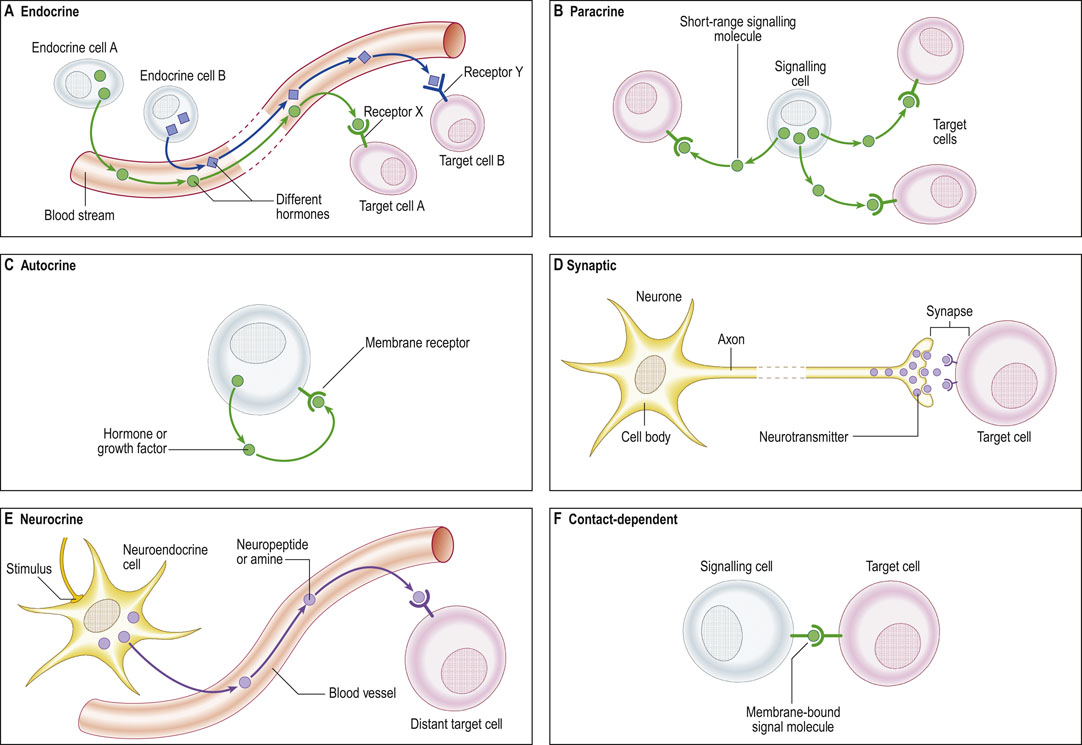 A Endocrine
Endocrine cell A
Endocrine cell B
Receptor Y
Receptor X
Target cell B
Target cell A
Different
hormones
Blood stream
B Paracrine
Short-range signalling
molecule
Signalling
cell
Target
cells
C Autocrine
Membrane receptor
Hormone or
growth factor
D Synaptic
Neurone
Synapse
Axon
Cell body
Neurotransmitter
Target cell
E Neurocrine
Neuroendocrine
cell
Stimulus
Neuropeptide
or amine
Blood vessel
Distant target cell
F Contact-dependent
Signalling cell
Target cell
Membrane-bound
signal molecule